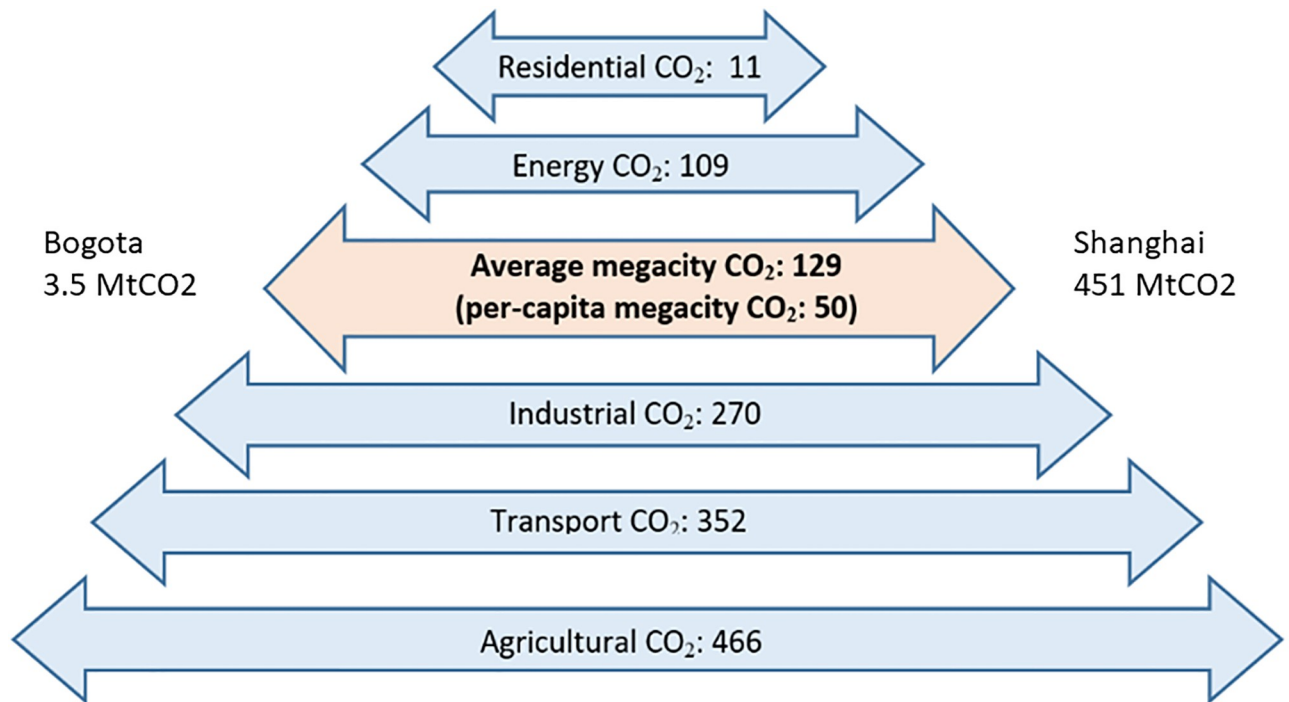 Residential CO₂:  11
Energy CO₂: 109
Bogota
3.5 MtCO2
Average megacity CO₂: 129
(per-capita megacity CO₂: 50)
Shanghai
451 MtCO2
Industrial CO₂: 270
Transport CO₂: 352
Agricultural CO₂: 466